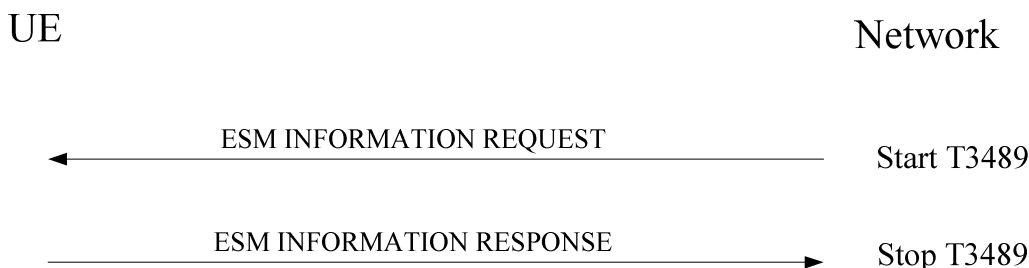 UE
Network
ESM INFORMATION REQUEST
Start T3489
ESM INFORMATION RESPONSE
Stop T3489